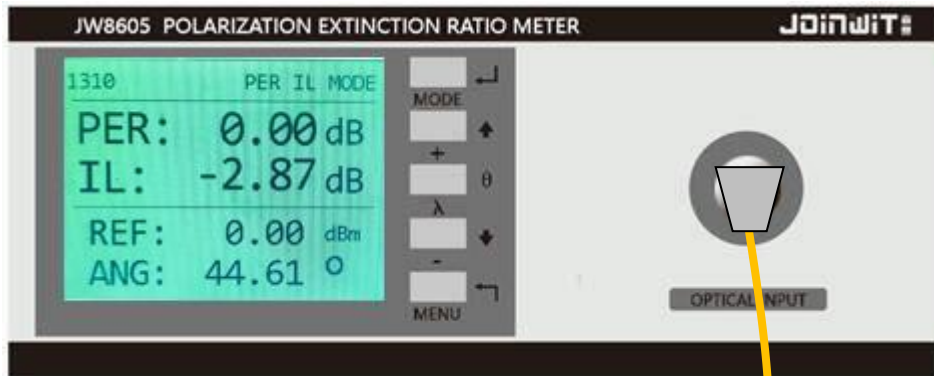 JW8605 POLARIZATION EXTINCTION RATIO METER
JOINWIT
1310 PER IL MODE
PER: 0.00 dB
IL: -2.87 dB
REF: 0.00 dBm
ANG: 44.61 °
MODE
+
θ
λ
-
MENU
OPTICAL INPUT